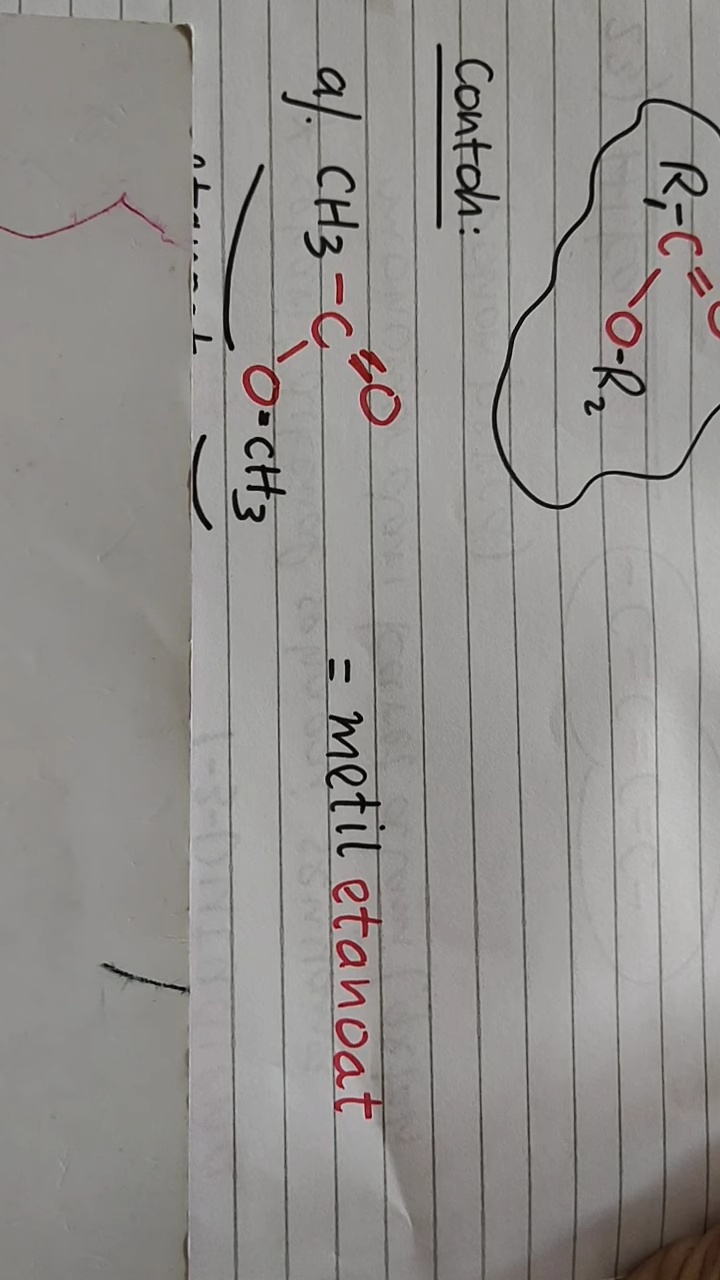 R₁-C=O
O-R₂
Contoh:
a). CH3-C=O = metil etanoat
O-CH3